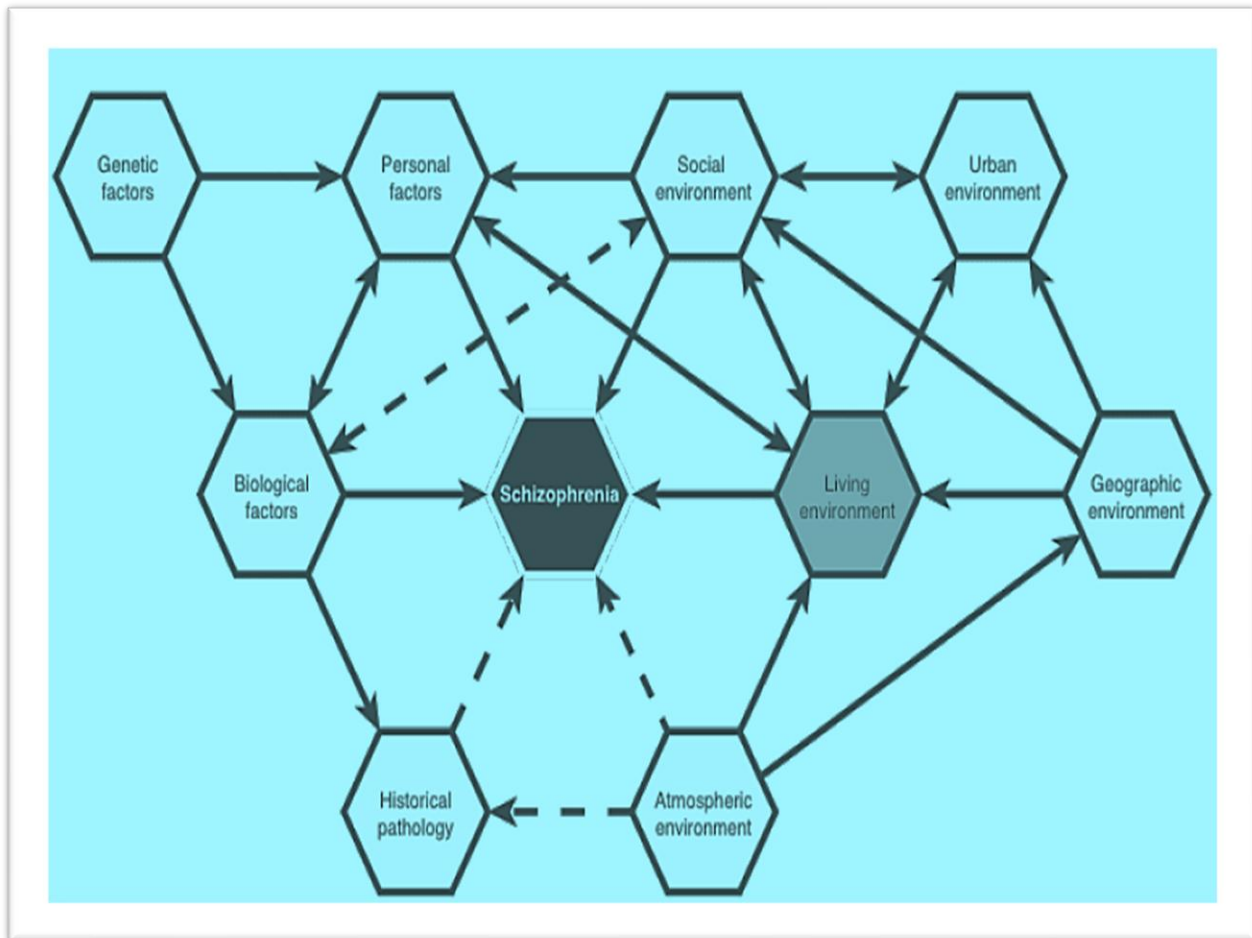 Genetic
factors
Personal
factors
Social
environment
Urban
environment
Biological
factors
Schizophrenia
Living
environment
Geographic
environment
Historical
pathology
Atmospheric
environment